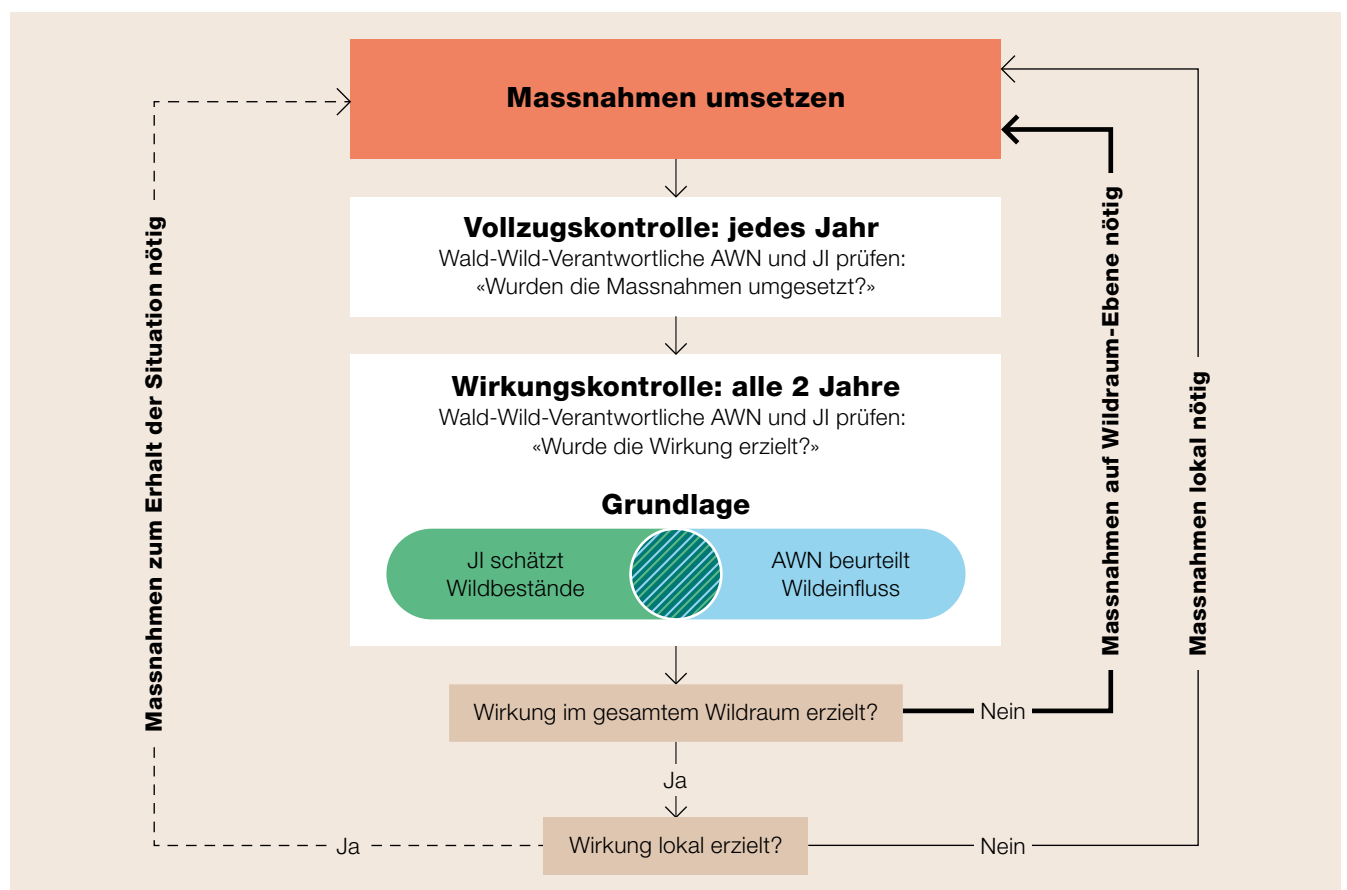 Massnahmen umsetzen
Vollzugskontrolle: jedes Jahr
Wald-Wild-Verantwortliche AWN und JI prüfen:
«Wurden die Massnahmen umgesetzt?»
Wirkungskontrolle: alle 2 Jahre
Wald-Wild-Verantwortliche AWN und JI prüfen:
«Wurde die Wirkung erzielt?»
Grundlage
JI schätzt
Wildbestände
AWN beurteilt
Wildeinfluss
Wirkung im gesamtem Wildraum erzielt?
Nein
Massnahmen auf Wildraum-Ebene nötig
Ja
Wirkung lokal erzielt?
Nein
Massnahmen lokal nötig
Ja
Massnahmen zum Erhalt der Situation nötig